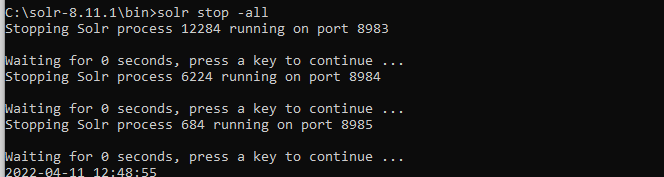 C:\solr-8.11.1\bin>solr stop -all
Stopping Solr process 12284 running on port 8983
Waiting for 0 seconds, press a key to continue ...
Stopping Solr process 6224 running on port 8984
Waiting for 0 seconds, press a key to continue ...
Stopping Solr process 684 running on port 8985
Waiting for 0 seconds, press a key to continue ...
2022-04-11 12:48:55